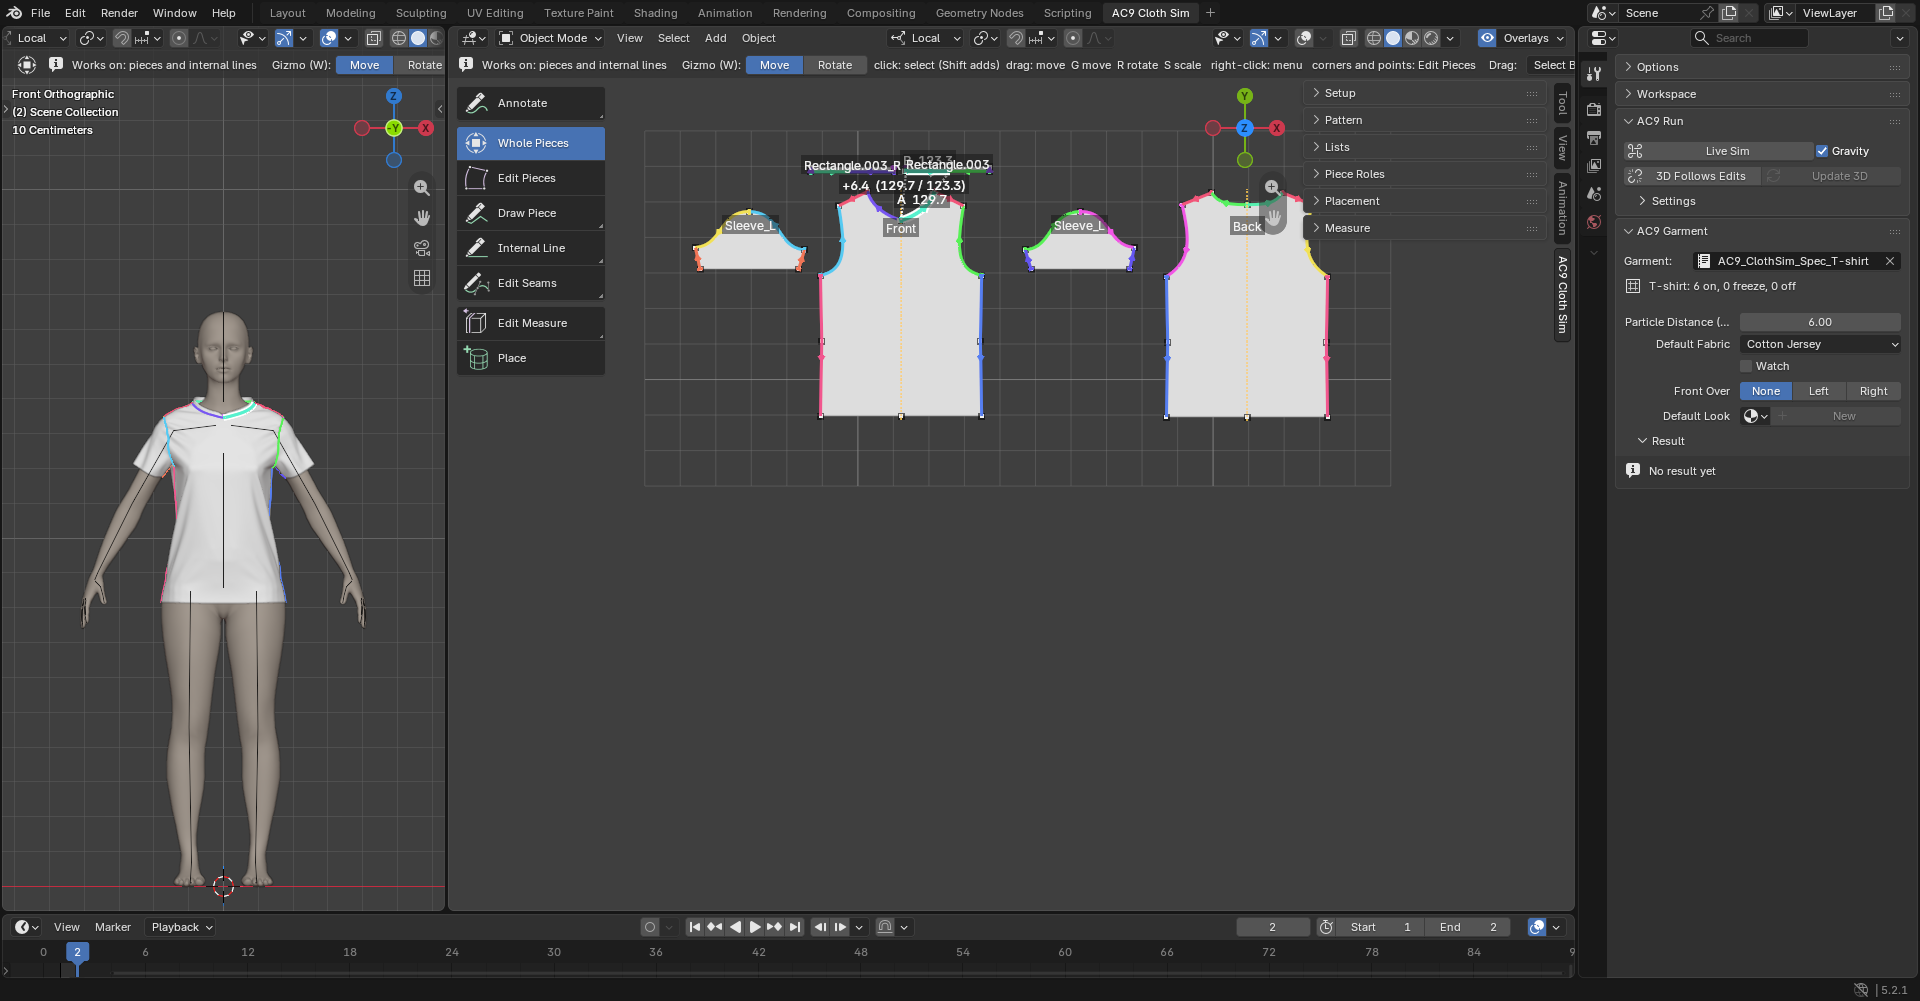 File Edit Render Window Help Layout Modeling Sculpting UV Editing Texture Paint Shading Animation Rendering Compositing Geometry Nodes Scripting AC9 Cloth Sim + Scene ViewLayer
Local Object Mode View Select Add Object Local Overlays Search
Works on: pieces and internal lines Gizmo (W): Move Rotate
Works on: pieces and internal lines Gizmo (W): Move Rotate click: select (Shift adds) drag: move G move R rotate S scale right-click: menu corners and points: Edit Pieces Drag: Select B
Front Orthographic
(2) Scene Collection
10 Centimeters
Z
-Y
X
Annotate
Whole Pieces
Edit Pieces
Draw Piece
Internal Line
Edit Seams
Edit Measure
Place
Rectangle.003_R
Rectangle.003
+6.4 (129.7 / 123.3)
A 129.7
Sleeve_L
Front
Sleeve_L
Back
Y
Z
X
Setup
Pattern
Lists
Piece Roles
Placement
Measure
Tool
View
Animation
AC9 Cloth Sim
Options
Workspace
AC9 Run
Live Sim Gravity
3D Follows Edits Update 3D
Settings
AC9 Garment
Garment: AC9_ClothSim_Spec_T-shirt
T-shirt: 6 on, 0 freeze, 0 off
Particle Distance (... 6.00
Default Fabric Cotton Jersey
Watch
Front Over None Left Right
Default Look New
Result
No result yet
View Marker Playback 2 Start 1 End 2
0 2 6 12 18 24 30 36 42 48 54 60 66 72 78 84 9
5.2.1